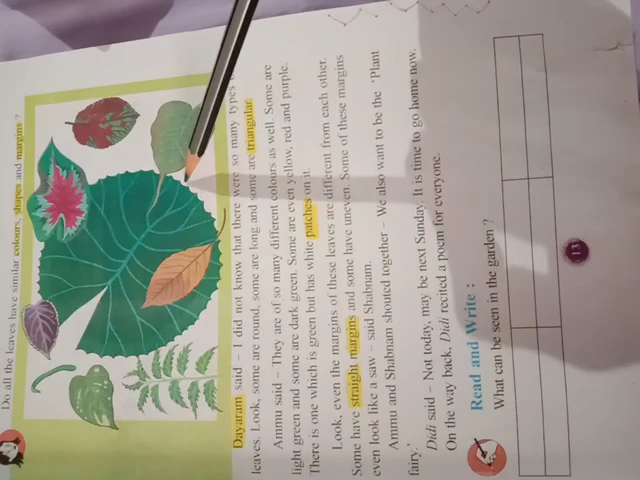 Do all the leaves have similar colours, shapes and margins ?
Dayaram said – I did not know that there were so many types
leaves. Look, some are round, some are long and some are triangular.
Ammu said – They are of so many different colours as well. Some are
light green and some are dark green. Some are even yellow, red and purple.
There is one which is green but has white patches on it.
Look, even the margins of these leaves are different from each other.
Some have straight margins and some have uneven. Some of these margins
even look like a saw – said Shabnam.
Ammu and Shabnam shouted together – We also want to be the 'Plant
fairy.'
Didi said – Not today, may be next Sunday. It is time to go home now.
On the way back, Didi recited a poem for everyone.
Read and Write :
What can be seen in the garden ?
13